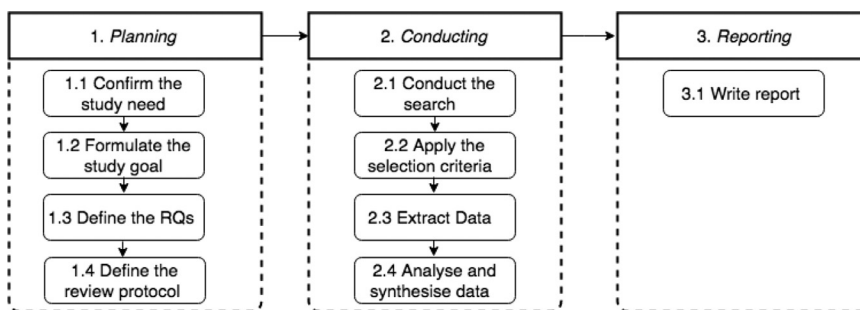 1. Planning
1.1 Confirm the
study need
1.2 Formulate the
study goal
1.3 Define the RQs
1.4 Define the
review protocol
2. Conducting
2.1 Conduct the
search
2.2 Apply the
selection criteria
2.3 Extract Data
2.4 Analyse and
synthesise data
3. Reporting
3.1 Write report